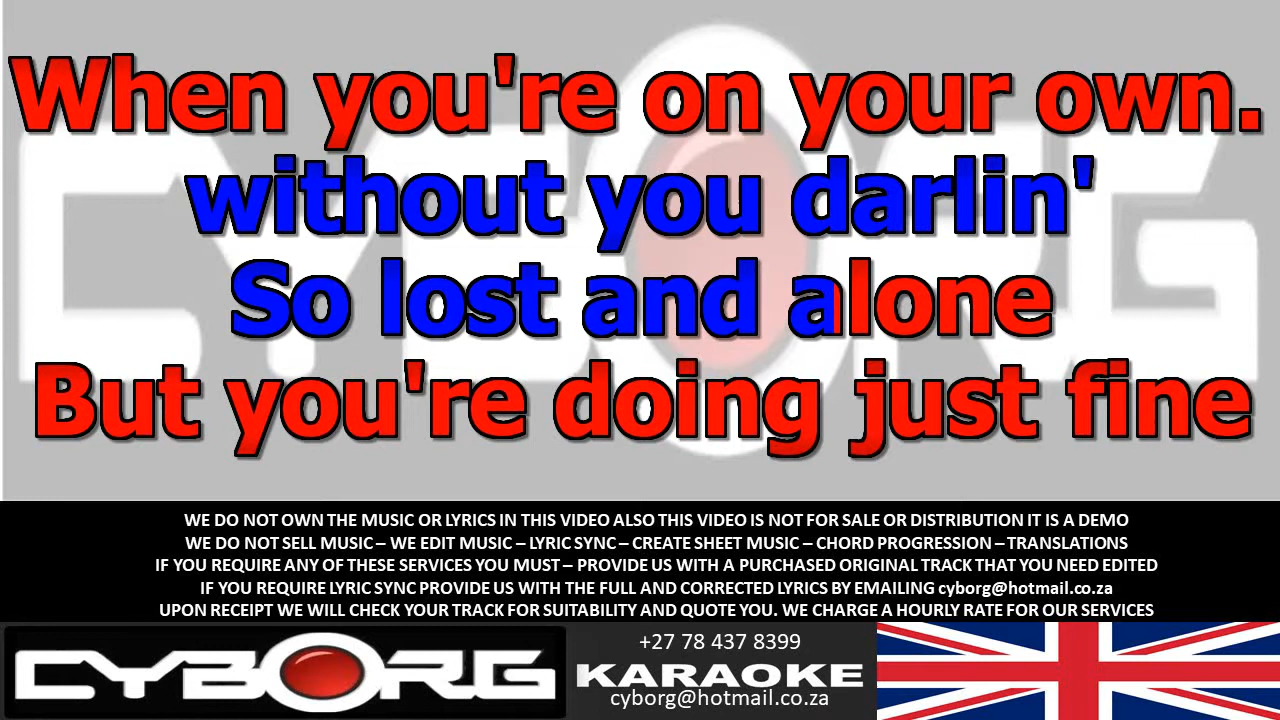 When you're on your own.
without you darlin'
So lost and alone
But you're doing just fine
WE DO NOT OWN THE MUSIC OR LYRICS IN THIS VIDEO ALSO THIS VIDEO IS NOT FOR SALE OR DISTRIBUTION IT IS A DEMO
WE DO NOT SELL MUSIC – WE EDIT MUSIC – LYRIC SYNC – CREATE SHEET MUSIC – CHORD PROGRESSION – TRANSLATIONS
IF YOU REQUIRE ANY OF THESE SERVICES YOU MUST – PROVIDE US WITH A PURCHASED ORIGINAL TRACK THAT YOU NEED EDITED
IF YOU REQUIRE LYRIC SYNC PROVIDE US WITH THE FULL AND CORRECTED LYRICS BY EMAILING cyborg@hotmail.co.za
UPON RECEIPT WE WILL CHECK YOUR TRACK FOR SUITABILITY AND QUOTE YOU. WE CHARGE A HOURLY RATE FOR OUR SERVICES
CYBORG
+27 78 437 8399
KARAOKE
cyborg@hotmail.co.za